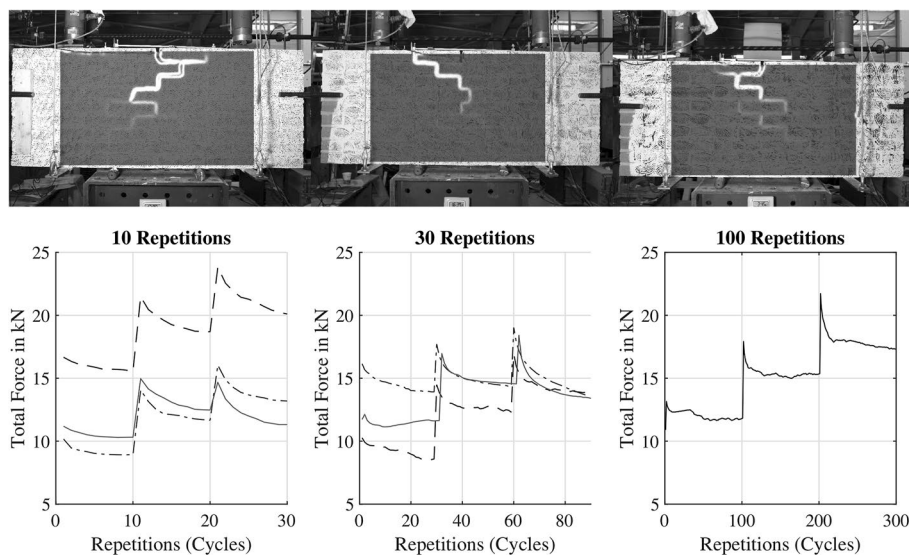 10 Repetitions
30 Repetitions
100 Repetitions
Total Force in kN
25
20
15
10
5
0 10 20 30
Repetitions (Cycles)
Total Force in kN
25
20
15
10
5
0 20 40 60 80
Repetitions (Cycles)
Total Force in kN
25
20
15
10
5
0 100 200 300
Repetitions (Cycles)